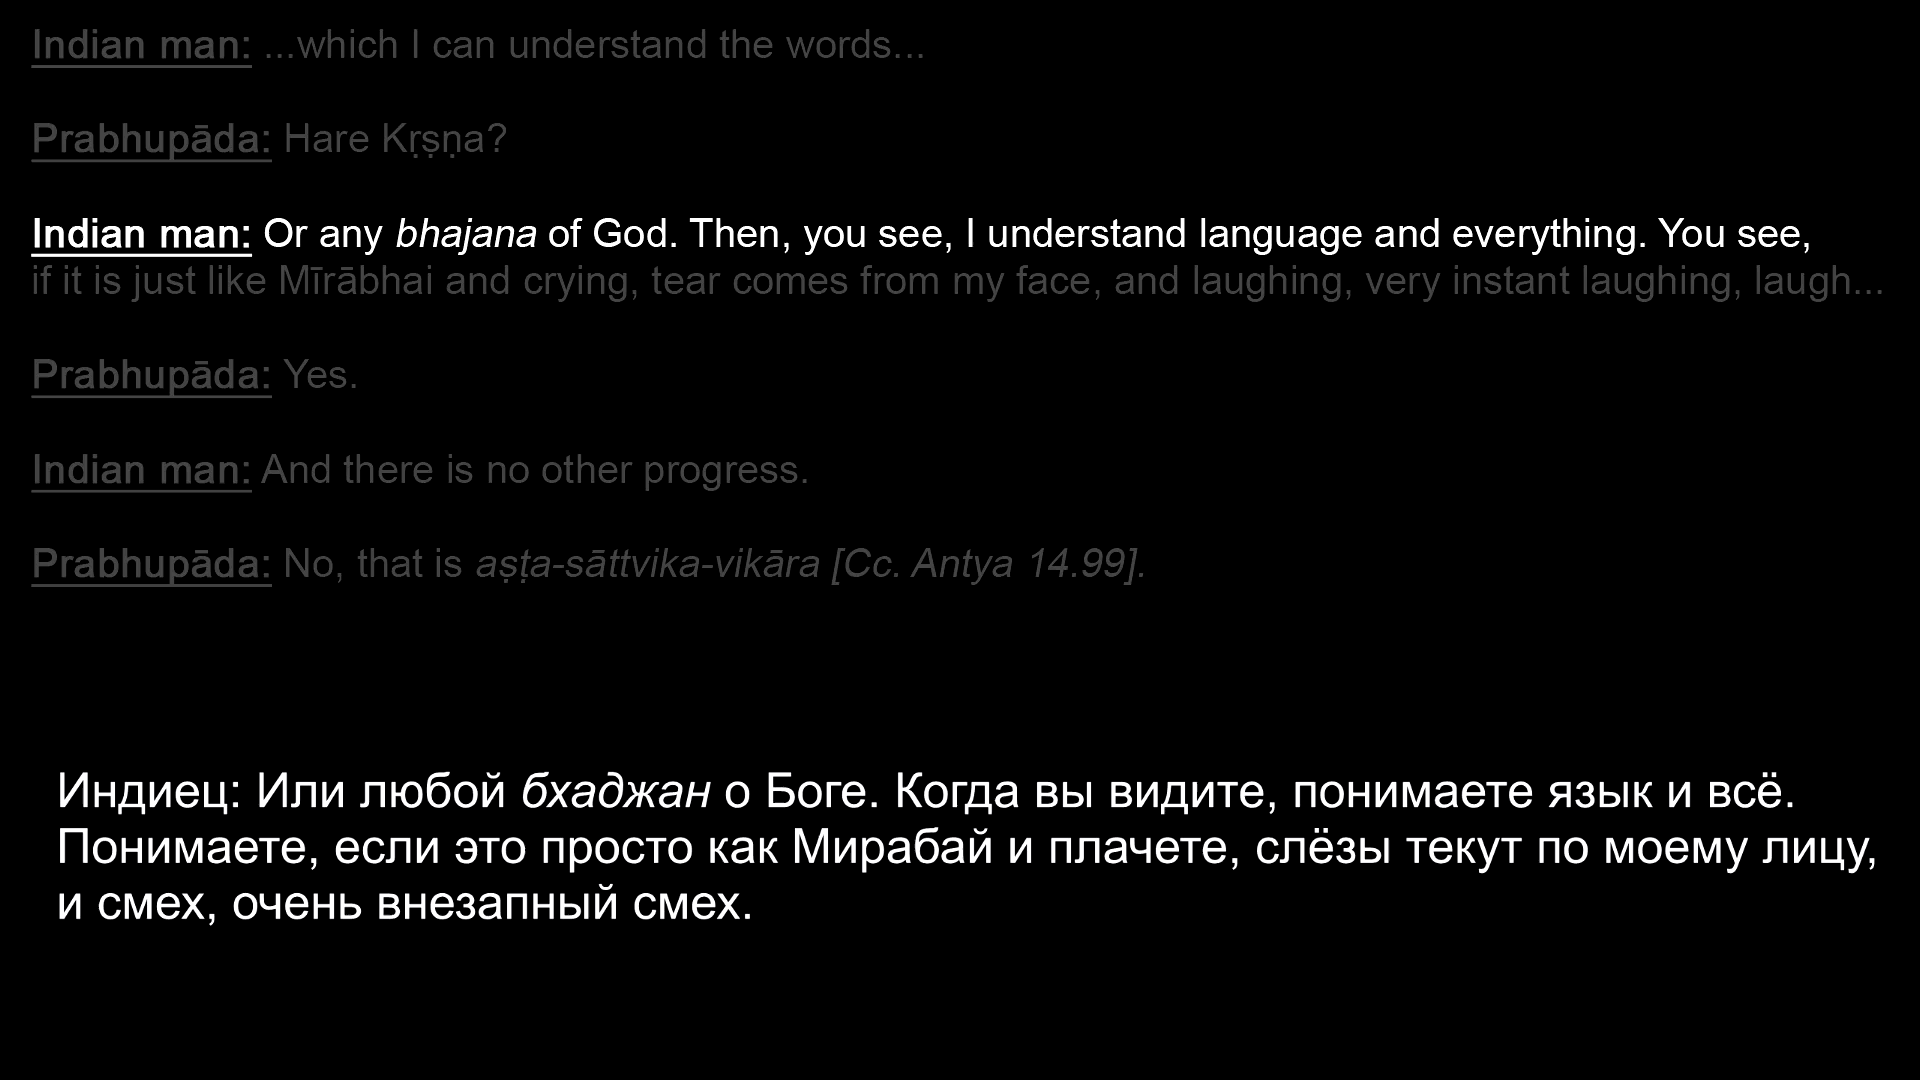 Indian man: ...which I can understand the words...
Prabhupāda: Hare Kṛṣṇa?
Indian man: Or any bhajana of God. Then, you see, I understand language and everything. You see,
if it is just like Mīrābhai and crying, tear comes from my face, and laughing, very instant laughing, laugh...
Prabhupāda: Yes.
Indian man: And there is no other progress.
Prabhupāda: No, that is aṣṭa-sāttvika-vikāra [Cc. Antya 14.99].
Индиец: Или любой бхаджан о Боге. Когда вы видите, понимаете язык и всё.
Понимаете, если это просто как Мирабай и плачете, слёзы текут по моему лицу,
и смех, очень внезапный смех.